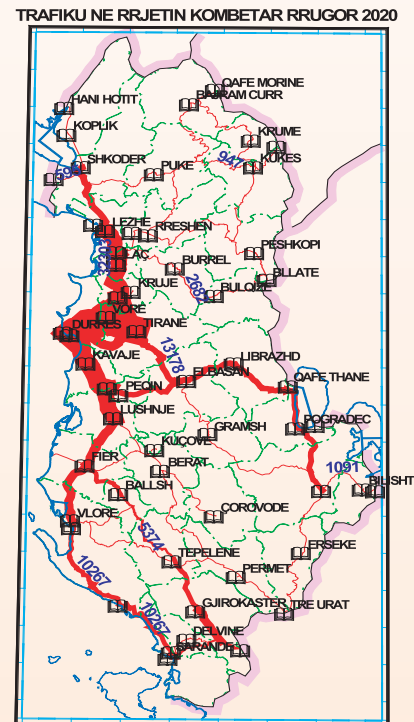 TRAFIKU NE RRJETIN KOMBETAR RRUGOR 2020
QAFE MORINE
BAJRAM CURR
HANI HOTIT
KOPLIK
KRUME
947
KUKES
SHKODER
PUKE
LEZHE
RRESHEN
PESHKOPI
LAC
BURREL
BLLATE
KRUJE
BULQIZE
VORE
DURRES
TIRANE
13178
KAVAJE
LIBRAZHD
ELBASAN
QAFE THANE
PEQIN
LUSHNJE
POGRADEC
GRAMSH
KUÇOVE
FIER
BERAT
1091
BALLSH
BILISHT
VLORE
COROVODE
5374
ERSEKE
TEPELENE
10267
PERMET
GJIROKASTER
TRE URAT
10267
DELVINE
SARANDE